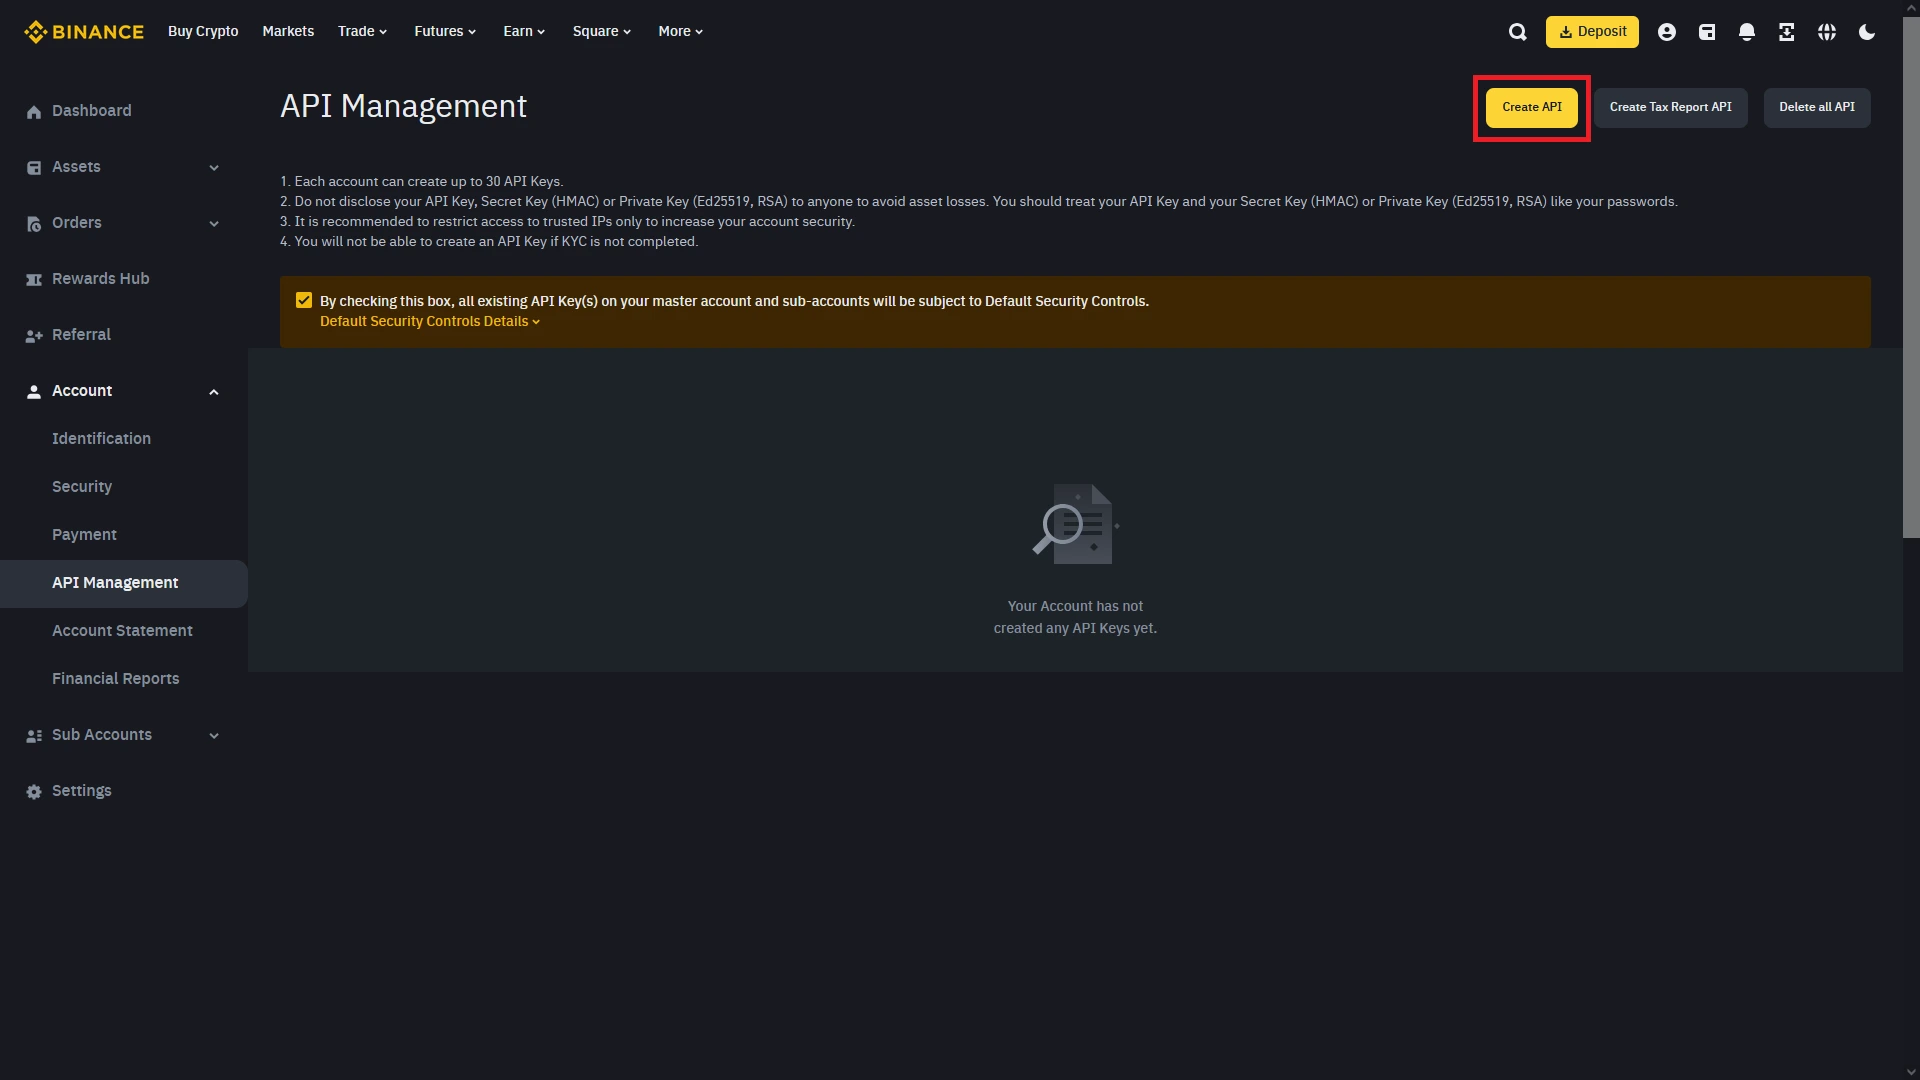 BINANCE
Buy Crypto
Markets
Trade
Futures
Earn
Square
More
Deposit
Dashboard
Assets
Orders
Rewards Hub
Referral
Account
Identification
Security
Payment
API Management
Account Statement
Financial Reports
Sub Accounts
Settings
API Management
Create API
Create Tax Report API
Delete all API
1. Each account can create up to 30 API Keys.
2. Do not disclose your API Key, Secret Key (HMAC) or Private Key (Ed25519, RSA) to anyone to avoid asset losses. You should treat your API Key and your Secret Key (HMAC) or Private Key (Ed25519, RSA) like your passwords.
3. It is recommended to restrict access to trusted IPs only to increase your account security.
4. You will not be able to create an API Key if KYC is not completed.
By checking this box, all existing API Key(s) on your master account and sub-accounts will be subject to Default Security Controls.
Default Security Controls Details
Your Account has not
created any API Keys yet.